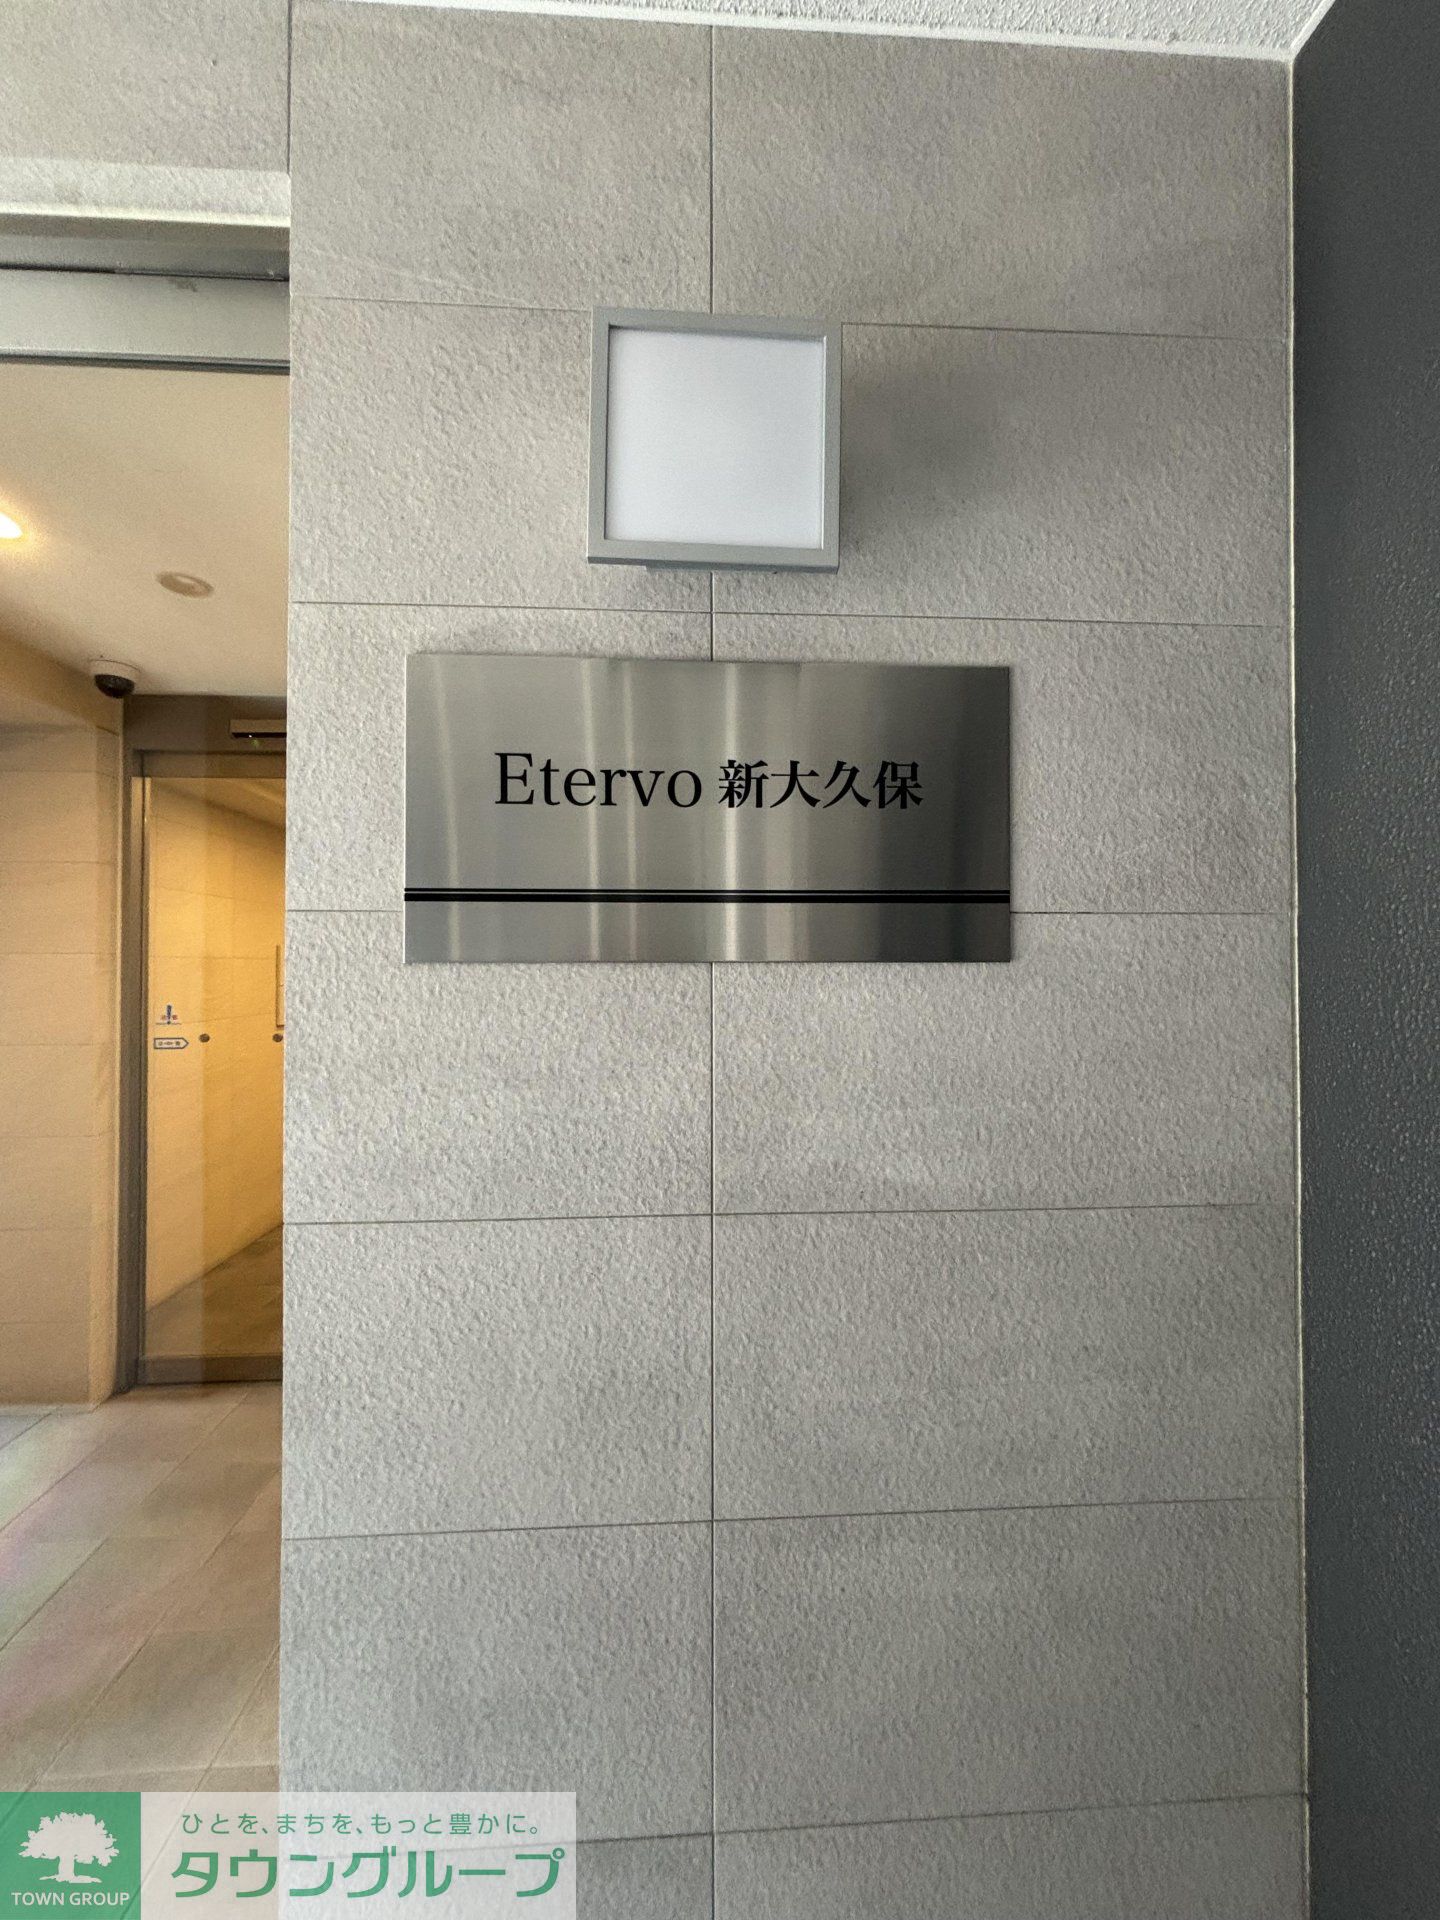 Etervo 新大久保
ひとを、まちを、もっと豊かに。
タウングループ
TOWN GROUP